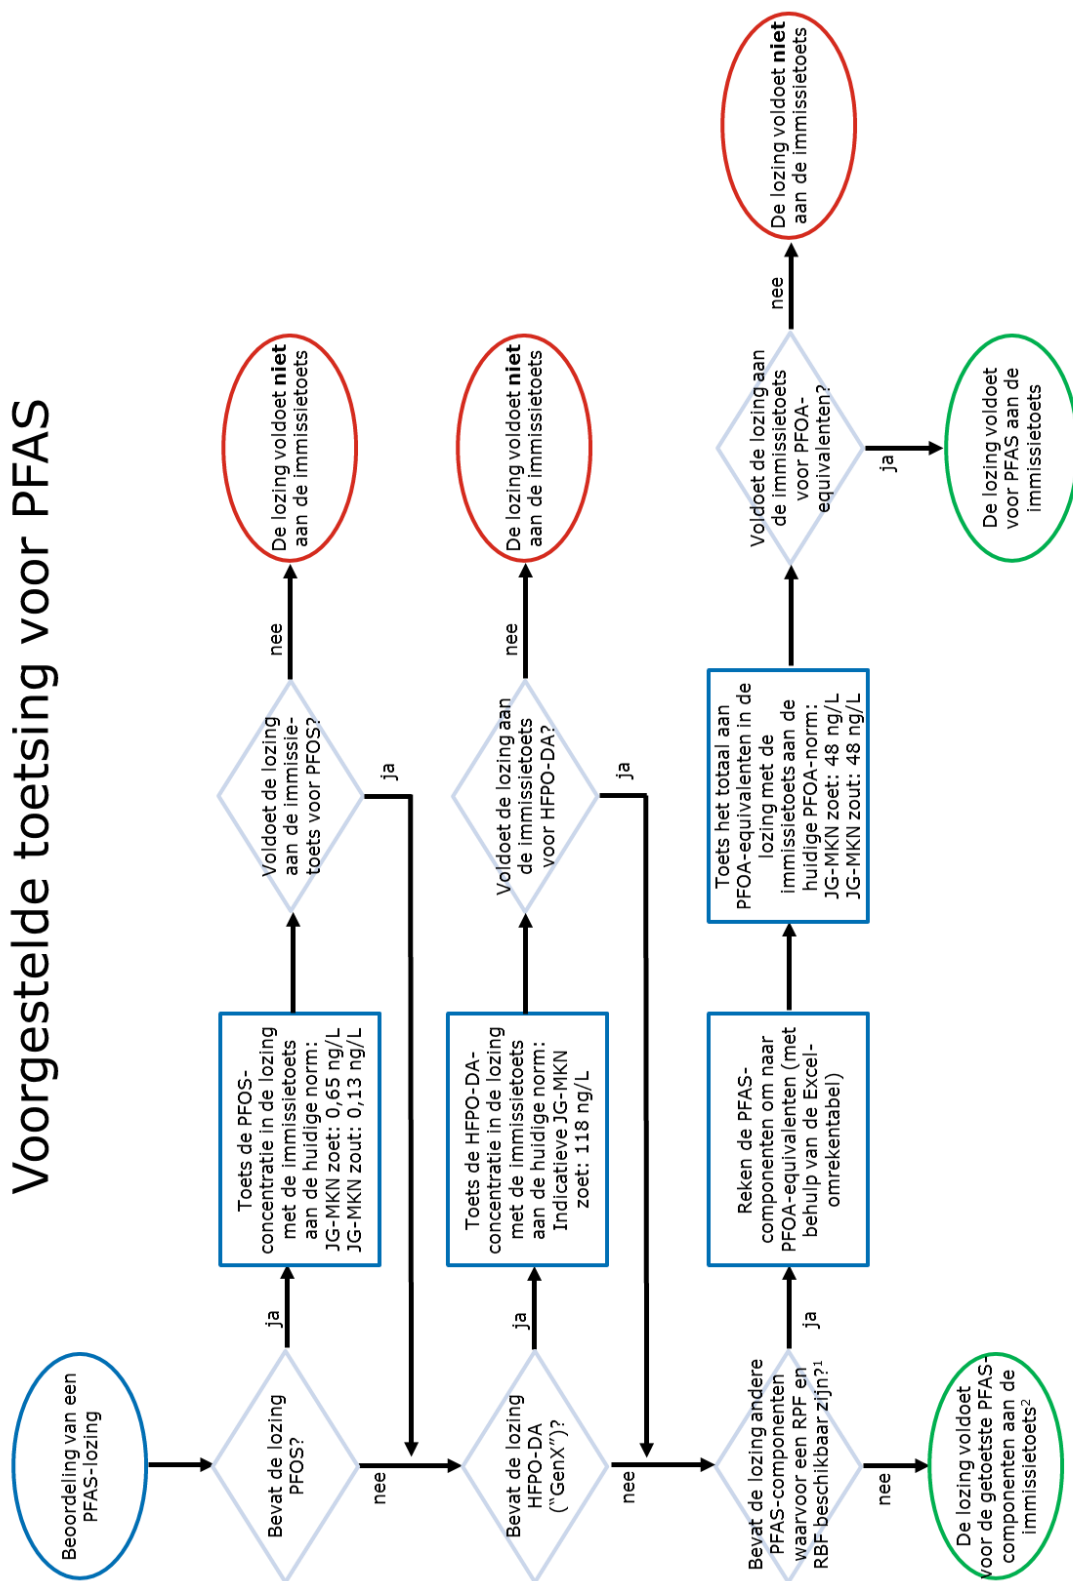 Voorgestelde toetsing voor PFAS
Beoordeling van een
PFAS-lozing
Bevat de lozing
PFOS?
ja
Toets de PFOS-
concentratie in de lozing
met de immissietoets
aan de huidige norm:
JG-MKN zoet: 0,65 ng/L
JG-MKN zout: 0,13 ng/L
Voldoet de lozing
aan de immissie-
toets voor PFOS?
nee
De lozing voldoet niet
aan de immissietoets
ja
nee
Bevat de lozing
HFPO-DA
("GenX")?
ja
Toets de HFPO-DA-
concentratie in de lozing
met de immissietoets
aan de huidige norm:
Indicatieve JG-MKN
zoet: 118 ng/L
Voldoet de lozing aan
de immissietoets
voor HFPO-DA?
nee
De lozing voldoet niet
aan de immissietoets
ja
nee
Bevat de lozing andere
PFAS-componenten
waarvoor een RPF en
RBF beschikbaar zijn?¹
ja
Reken de PFAS-
componenten om naar
PFOA-equivalenten (met
behulp van de Excel-
omrekentabel)
Toets het totaal aan
PFOA-equivalenten in de
lozing met de
immissietoets aan de
huidige PFOA-norm:
JG-MKN zoet: 48 ng/L
JG-MKN zout: 48 ng/L
Voldoet de lozing aan
de immissietoets
voor PFOA-
equivalenten?
nee
De lozing voldoet niet
aan de immissietoets
nee
ja
De lozing voldoet
voor de getoetste PFAS-
componenten aan de
immissietoets²
De lozing voldoet
voor PFAS aan de
immissietoets